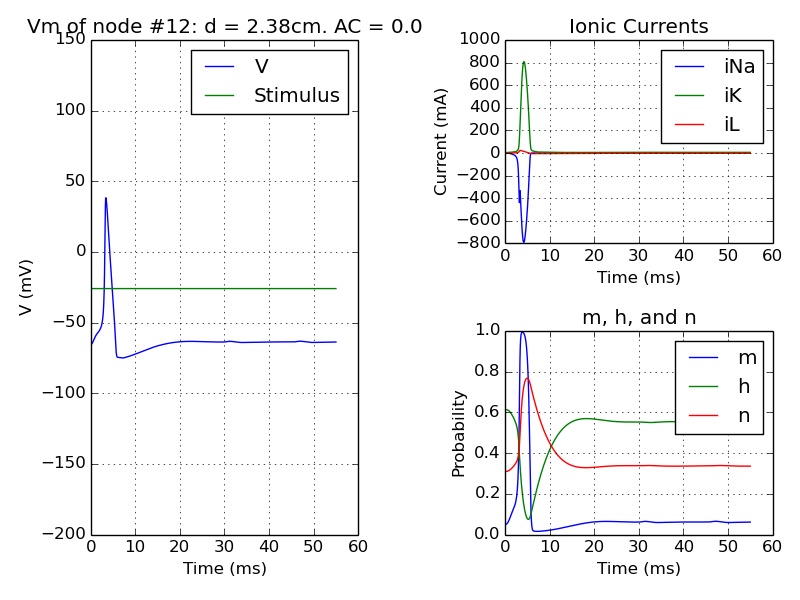 Vm of node #12: d = 2.38cm. AC = 0.0
150
100
50
0
−50
−100
−150
−200
V (mV)
0 10 20 30 40 50 60
Time (ms)
V
Stimulus
Ionic Currents
1000
800
600
400
200
0
−200
−400
−600
−800
Current (mA)
0 10 20 30 40 50 60
Time (ms)
iNa
iK
iL
m, h, and n
1.0
0.8
0.6
0.4
0.2
0.0
Probability
0 10 20 30 40 50 60
Time (ms)
m
h
n